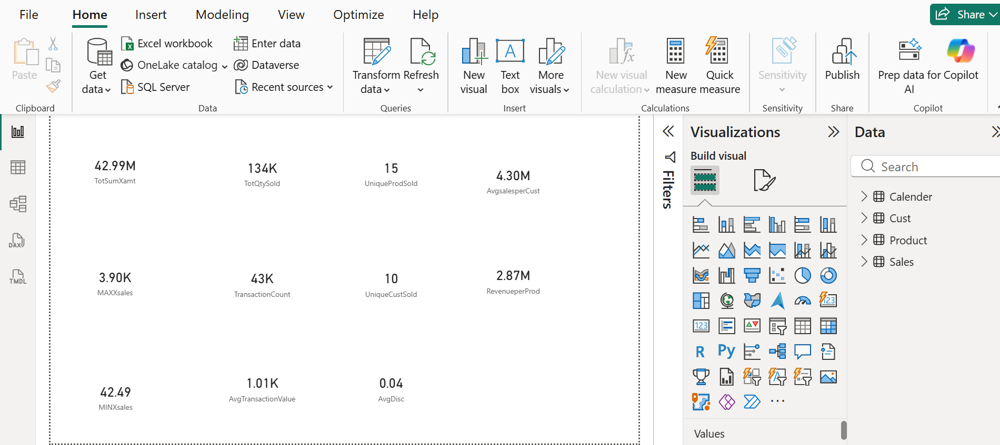 File
Home
Insert
Modeling
View
Optimize
Help
Share
Paste
Clipboard
Get
data
Excel workbook
OneLake catalog
SQL Server
Enter data
Dataverse
Recent sources
Data
Transform
data
Refresh
Queries
New
visual
Text
box
More
visuals
Insert
New visual
calculation
New
measure
Quick
measure
Calculations
Sensitivity
Sensitivity
Publish
Share
Prep data for
AI
Copilot
Copilot
DAX
TMDL
42.99M
TotSumXamt
134K
TotQtySold
15
UniqueProdSold
4.30M
AvgsalesperCust
3.90K
MAXXsales
43K
TransactionCount
10
UniqueCustSold
2.87M
RevenueperProd
42.49
MINXsales
1.01K
AvgTransactionValue
0.04
AvgDisc
Filters
Visualizations
Build visual
123
123
R
Py
Values
Data
Search
Calender
Cust
Product
Sales